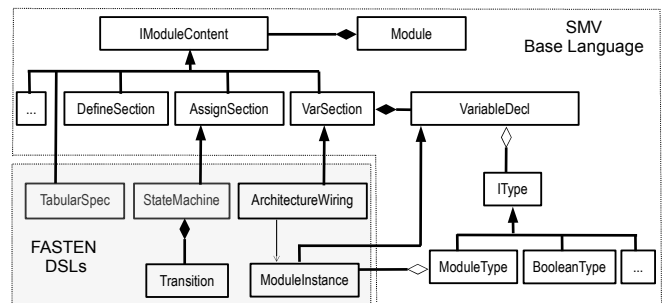 IModuleContent
Module
SMV
Base Language
...
DefineSection
AssignSection
VarSection
VariableDecl
TabularSpec
StateMachine
ArchitectureWiring
IType
FASTEN
DSLs
Transition
ModuleInstance
ModuleType
BooleanType
...